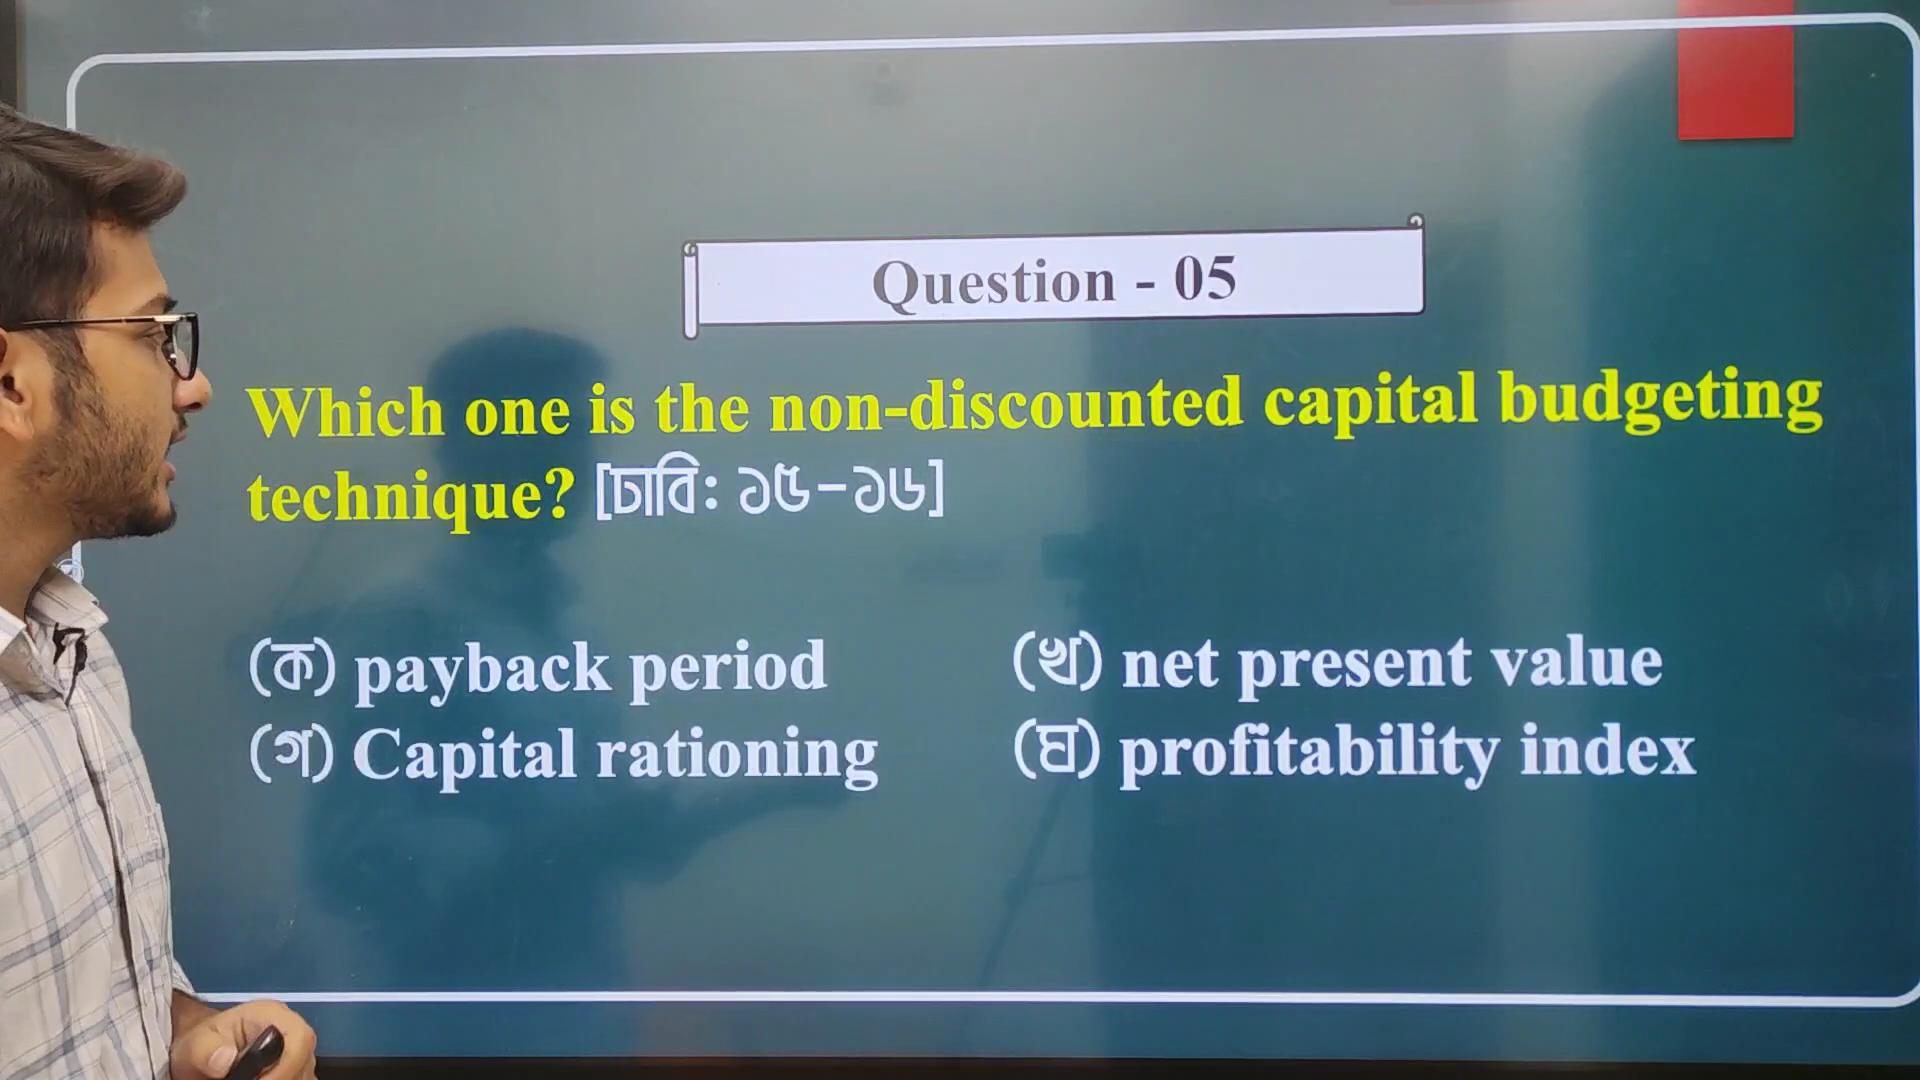 Question - 05
Which one is the non-discounted capital budgeting
technique? [ঢাবি: ১৫-১৬]
(ক) payback period (খ) net present value
(গ) Capital rationing (ঘ) profitability index